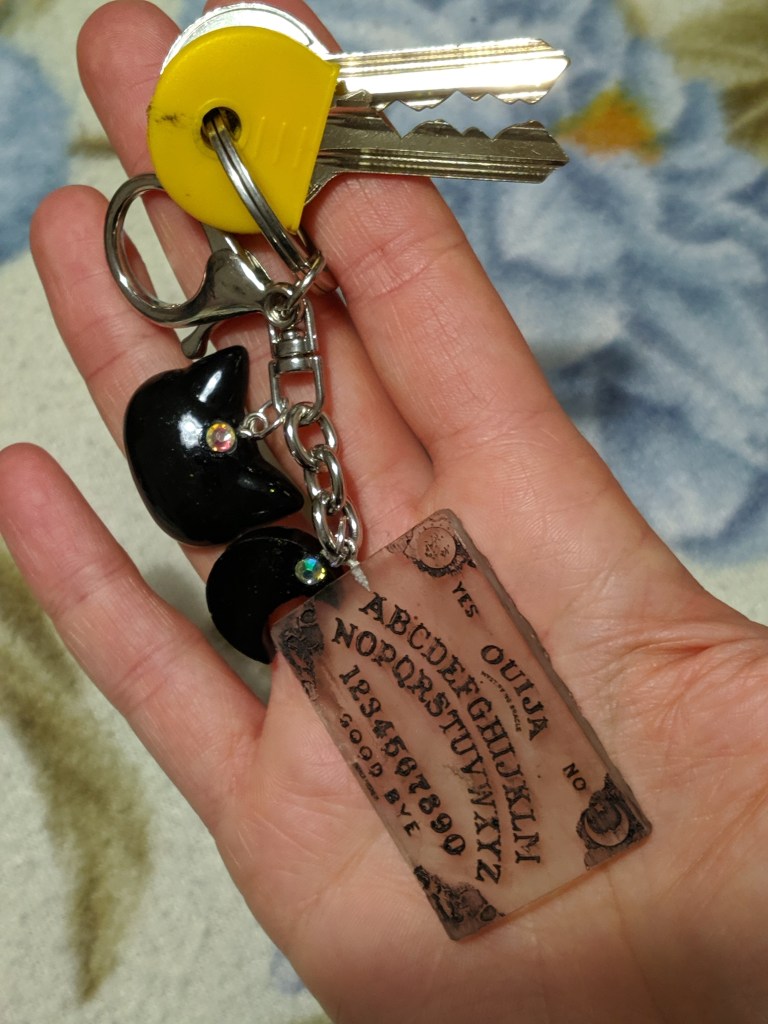 YES
OUIJA
NO
ABCDEFGHIJKLM
NOPQRSTUVWXYZ
1234567890
GOOD BYE